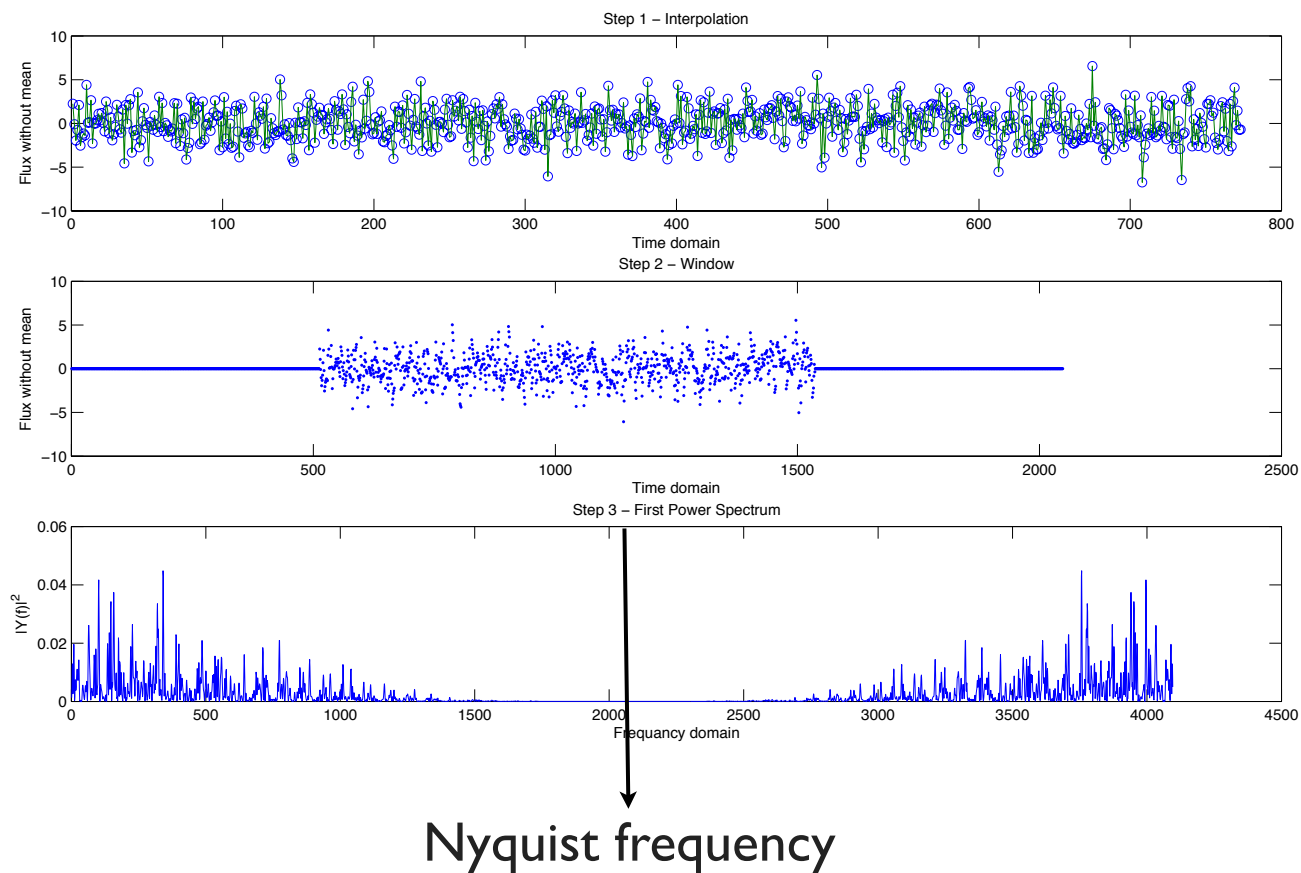 Step 1 – Interpolation
Flux without mean
10
5
0
−5
−10
0 100 200 300 400 500 600 700 800
Time domain
Step 2 – Window
Flux without mean
10
5
0
−5
−10
0 500 1000 1500 2000 2500
Time domain
Step 3 – First Power Spectrum
|Y(f)|²
0.06
0.04
0.02
0
0 500 1000 1500 2000 2500 3000 3500 4000 4500
Frequancy domain
Nyquist frequency